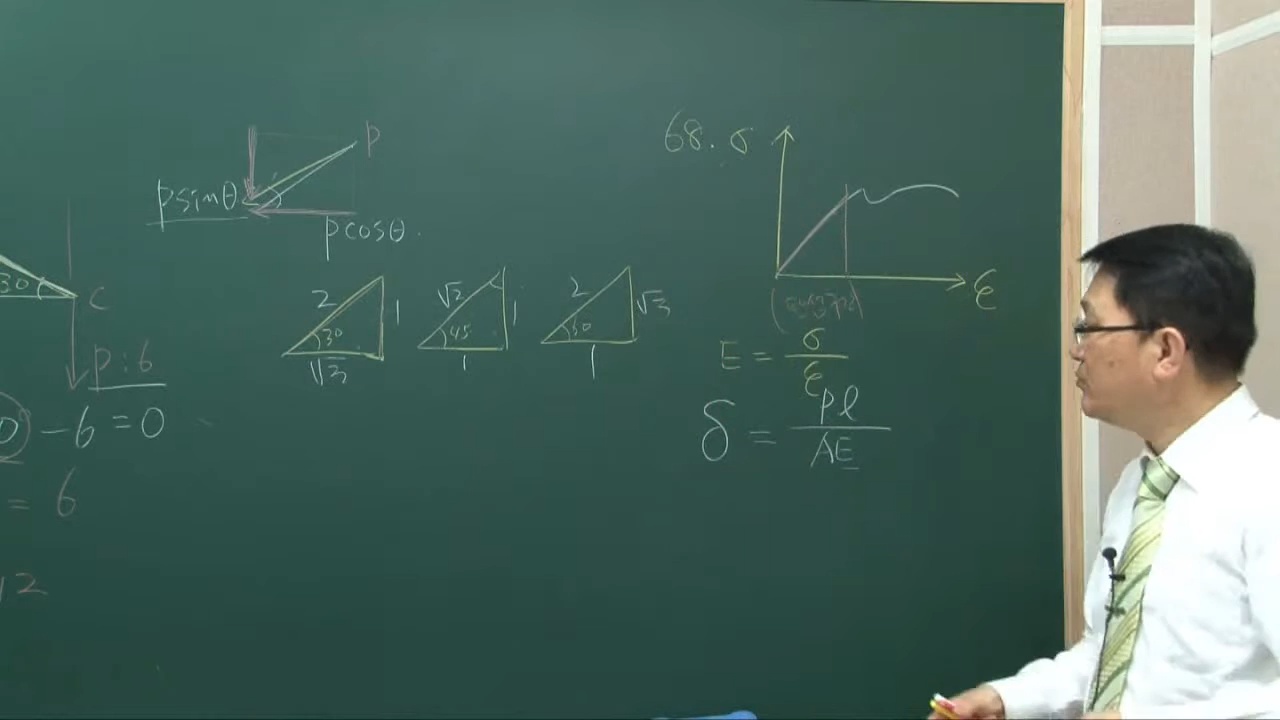 P
Psinθ
Pcosθ.
30
C
P:6
-6=0
=6
2
2
1
30
√3
√2
1
45
1
2
√3
60
1
68. σ
ε
E = σ/ε
δ = Pl/AE